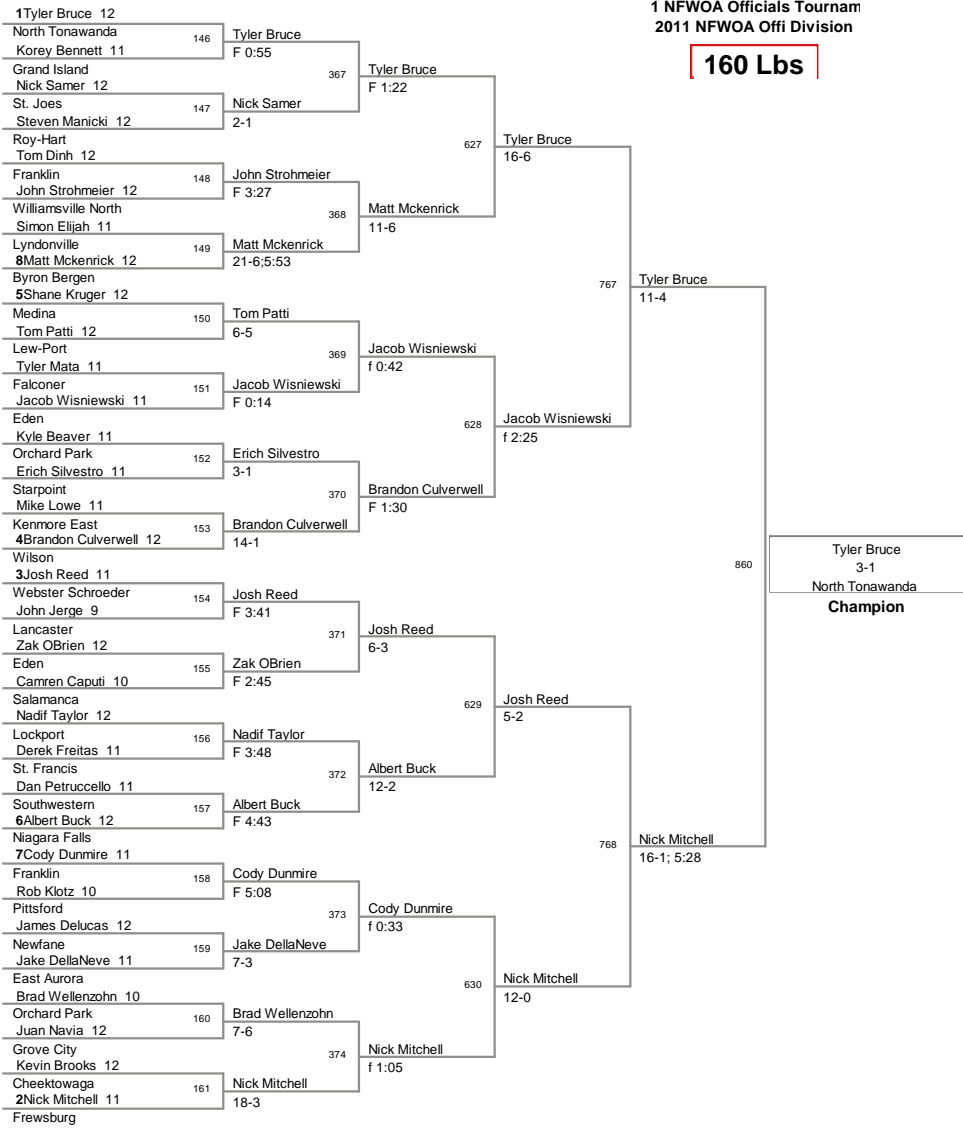 1 NFWOA Officials Tournam
2011 NFWOA Offi Division
160 Lbs
1Tyler Bruce 12
North Tonawanda
146
Korey Bennett 11
Grand Island
Nick Samer 12
St. Joes
147
Steven Manicki 12
Roy-Hart
Tom Dinh 12
Franklin
148
John Strohmeier 12
Williamsville North
Simon Elijah 11
Lyndonville
149
8Matt Mckenrick 12
Byron Bergen
5Shane Kruger 12
Medina
150
Tom Patti 12
Lew-Port
Tyler Mata 11
Falconer
151
Jacob Wisniewski 11
Eden
Kyle Beaver 11
Orchard Park
152
Erich Silvestro 11
Starpoint
Mike Lowe 11
Kenmore East
153
4Brandon Culverwell 12
Wilson
3Josh Reed 11
Webster Schroeder
154
John Jerge 9
Lancaster
Zak OBrien 12
Eden
155
Camren Caputi 10
Salamanca
Nadif Taylor 12
Lockport
156
Derek Freitas 11
St. Francis
Dan Petruccello 11
Southwestern
157
6Albert Buck 12
Niagara Falls
7Cody Dunmire 11
Franklin
158
Rob Klotz 10
Pittsford
James Delucas 12
Newfane
159
Jake DellaNeve 11
East Aurora
Brad Wellenzohn 10
Orchard Park
160
Juan Navia 12
Grove City
Kevin Brooks 12
Cheektowaga
161
2Nick Mitchell 11
Frewsburg
Tyler Bruce
F 0:55
367
Nick Samer
2-1
John Strohmeier
F 3:27
368
Matt Mckenrick
21-6;5:53
Tom Patti
6-5
369
Jacob Wisniewski
F 0:14
Erich Silvestro
3-1
370
Brandon Culverwell
14-1
Josh Reed
F 3:41
371
Zak OBrien
F 2:45
Nadif Taylor
F 3:48
372
Albert Buck
F 4:43
Cody Dunmire
F 5:08
373
Jake DellaNeve
7-3
Brad Wellenzohn
7-6
374
Nick Mitchell
18-3
Tyler Bruce
F 1:22
627
Matt Mckenrick
11-6
Jacob Wisniewski
f 0:42
628
Brandon Culverwell
F 1:30
Josh Reed
6-3
629
Albert Buck
12-2
Cody Dunmire
f 0:33
630
Nick Mitchell
f 1:05
Tyler Bruce
16-6
767
Jacob Wisniewski
f 2:25
Josh Reed
5-2
768
Nick Mitchell
12-0
Tyler Bruce
11-4
860
Nick Mitchell
16-1; 5:28
Tyler Bruce
3-1
North Tonawanda
Champion